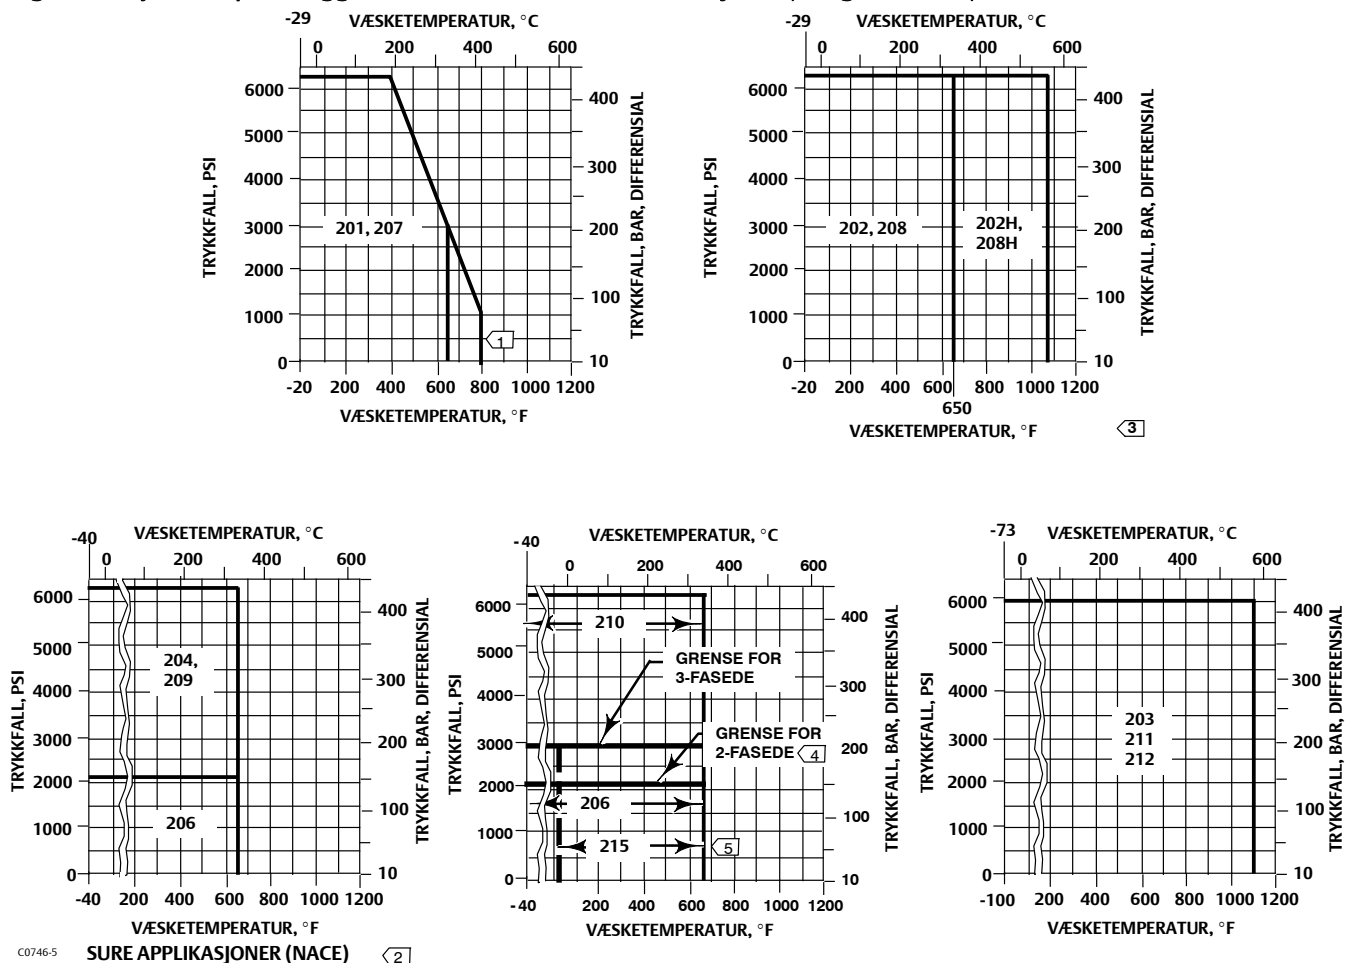 -29
VÆSKETEMPERATUR, °C
0 200 400 600
6000
5000
4000
3000
2000
1000
0
TRYKKFALL, PSI
201, 207
1
400
300
200
100
10
TRYKKFALL, BAR, DIFFERENSIAL
-20 200 400 600 800 1000 1200
VÆSKETEMPERATUR, °F
-29
VÆSKETEMPERATUR, °C
0 200 400 600
6000
5000
4000
3000
2000
1000
0
TRYKKFALL, PSI
202, 208
202H,
208H
400
300
200
100
10
TRYKKFALL, BAR, DIFFERENSIAL
-20 200 400 600 800 1000 1200
650
VÆSKETEMPERATUR, °F
3
-40
VÆSKETEMPERATUR, °C
0 200 400 600
6000
5000
4000
3000
2000
1000
0
TRYKKFALL, PSI
204,
209
206
400
300
200
100
10
TRYKKFALL, BAR, DIFFERENSIAL
-40 200 400 600 800 1000 1200
VÆSKETEMPERATUR, °F
C0746-5
SURE APPLIKASJONER (NACE)
2
-40
VÆSKETEMPERATUR, °C
0 200 400 600
6000
5000
4000
3000
2000
1000
0
TRYKKFALL, PSI
210
GRENSE FOR
3-FASEDE
GRENSE FOR
2-FASEDE
4
206
215
5
400
300
200
100
10
TRYKKFALL, BAR, DIFFERENSIAL
-40 200 400 600 800 1000 1200
VÆSKETEMPERATUR, °F
-73
VÆSKETEMPERATUR, °C
0 200 400 600
6000
5000
4000
3000
2000
1000
0
TRYKKFALL, PSI
203
211
212
400
300
200
100
10
TRYKKFALL, BAR, DIFFERENSIAL
-100 200 400 600 800 1000 1200
VÆSKETEMPERATUR, °F